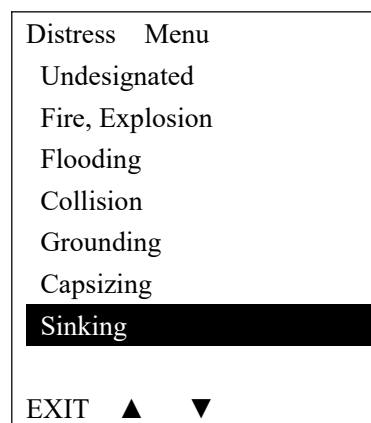 Distress Menu
Undesignated
Fire, Explosion
Flooding
Collision
Grounding
Capsizing
Sinking
EXIT ▲ ▼